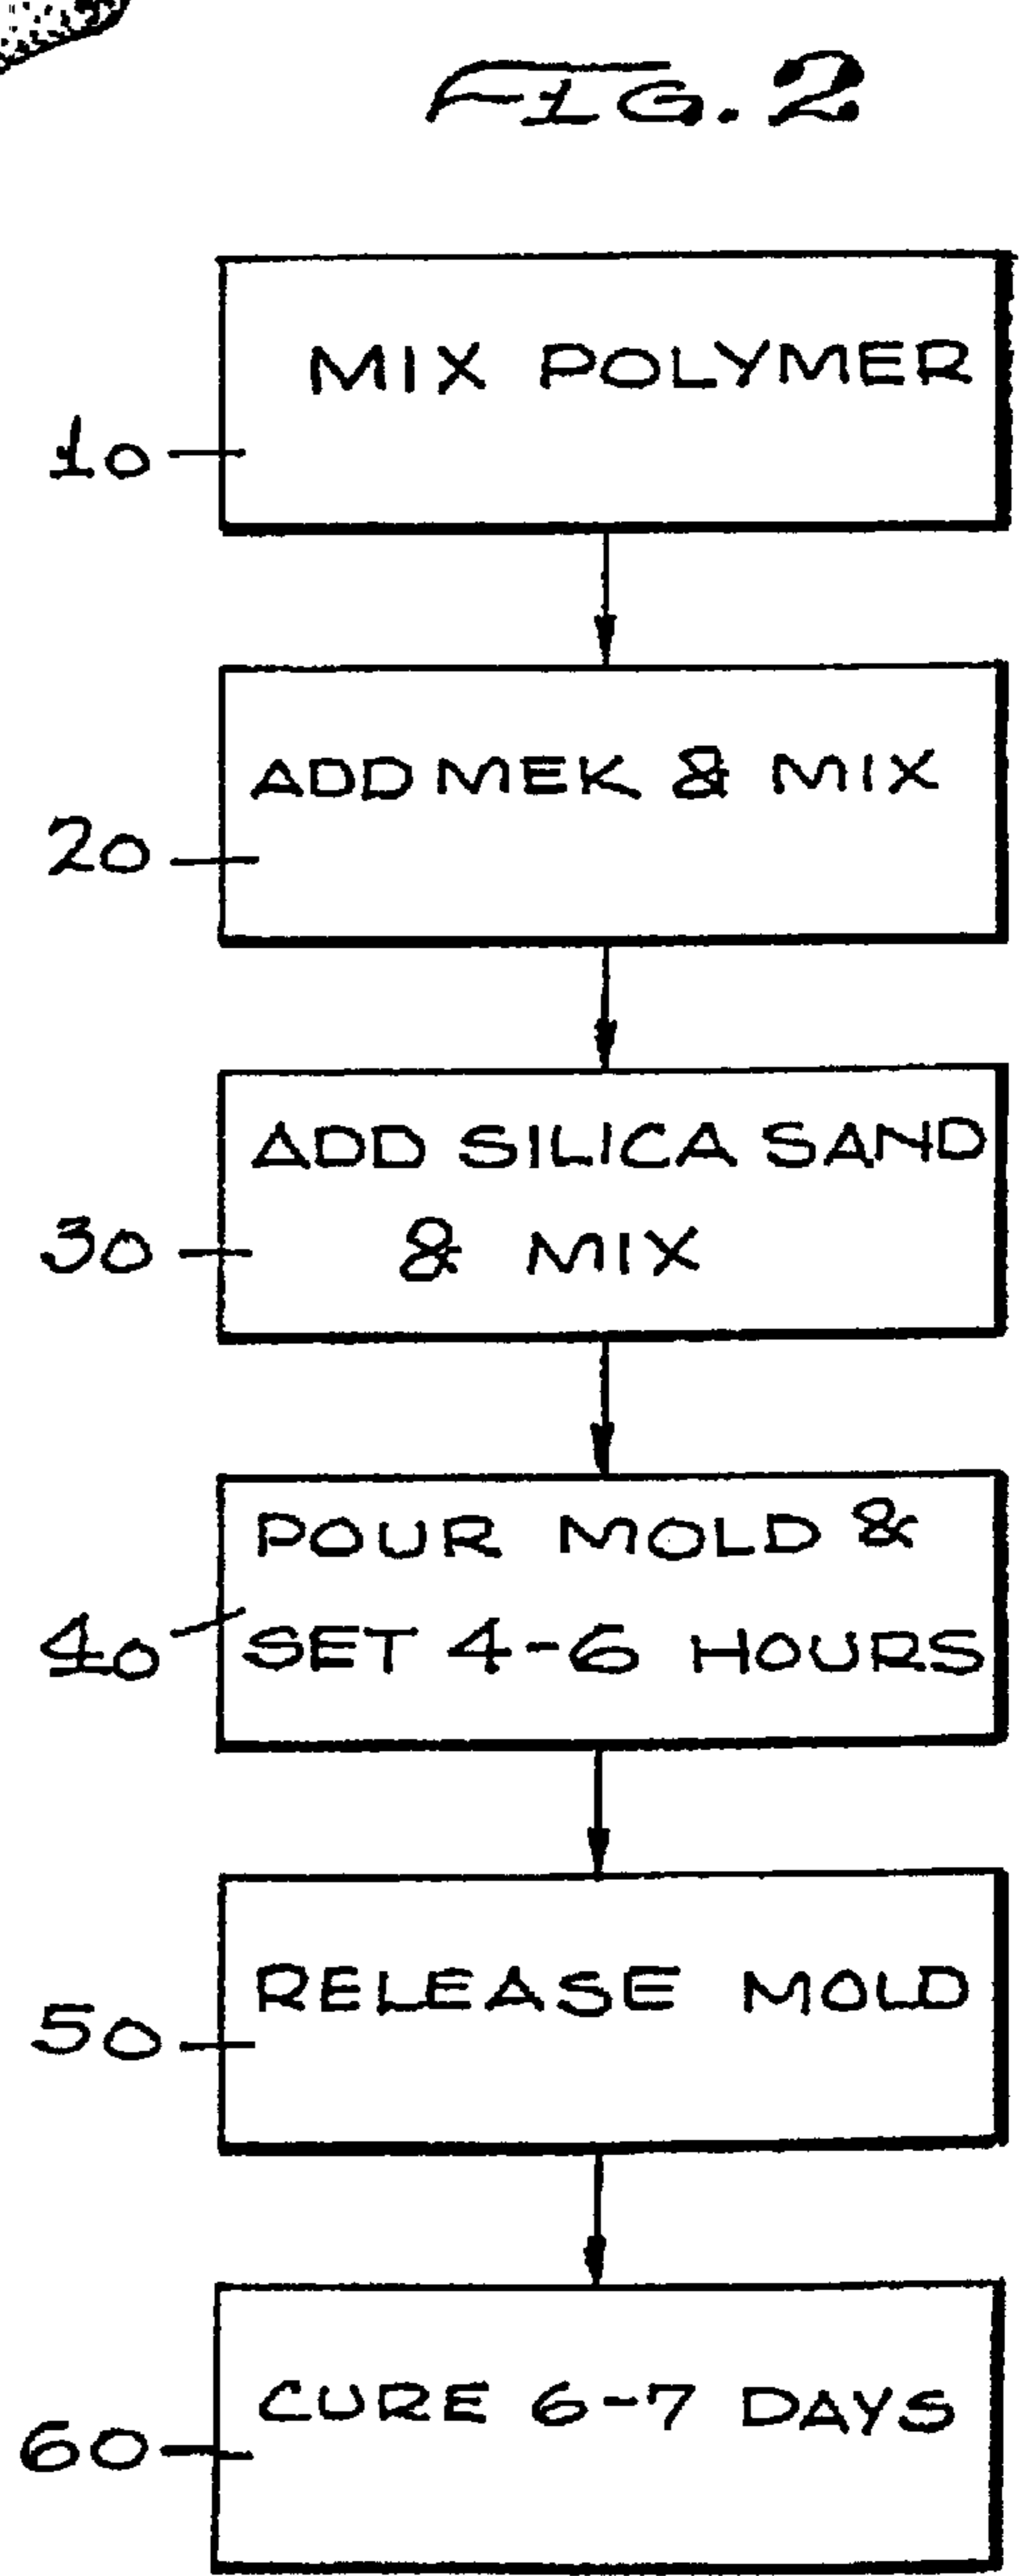 FIG. 2
MIX POLYMER
10
ADD MEK & MIX
20
ADD SILICA SAND
& MIX
30
POUR MOLD &
SET 4-6 HOURS
40
RELEASE MOLD
50
CURE 6-7 DAYS
60